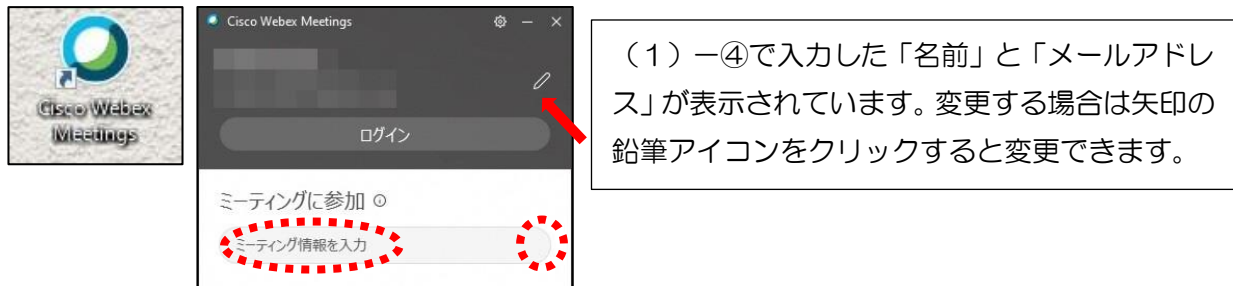 Cisco Webex
Meetings
Cisco Webex Meetings
ログイン
ミーティングに参加
ミーティング情報を入力
（１）－④で入力した「名前」と「メールアドレ
ス」が表示されています。変更する場合は矢印の
鉛筆アイコンをクリックすると変更できます。